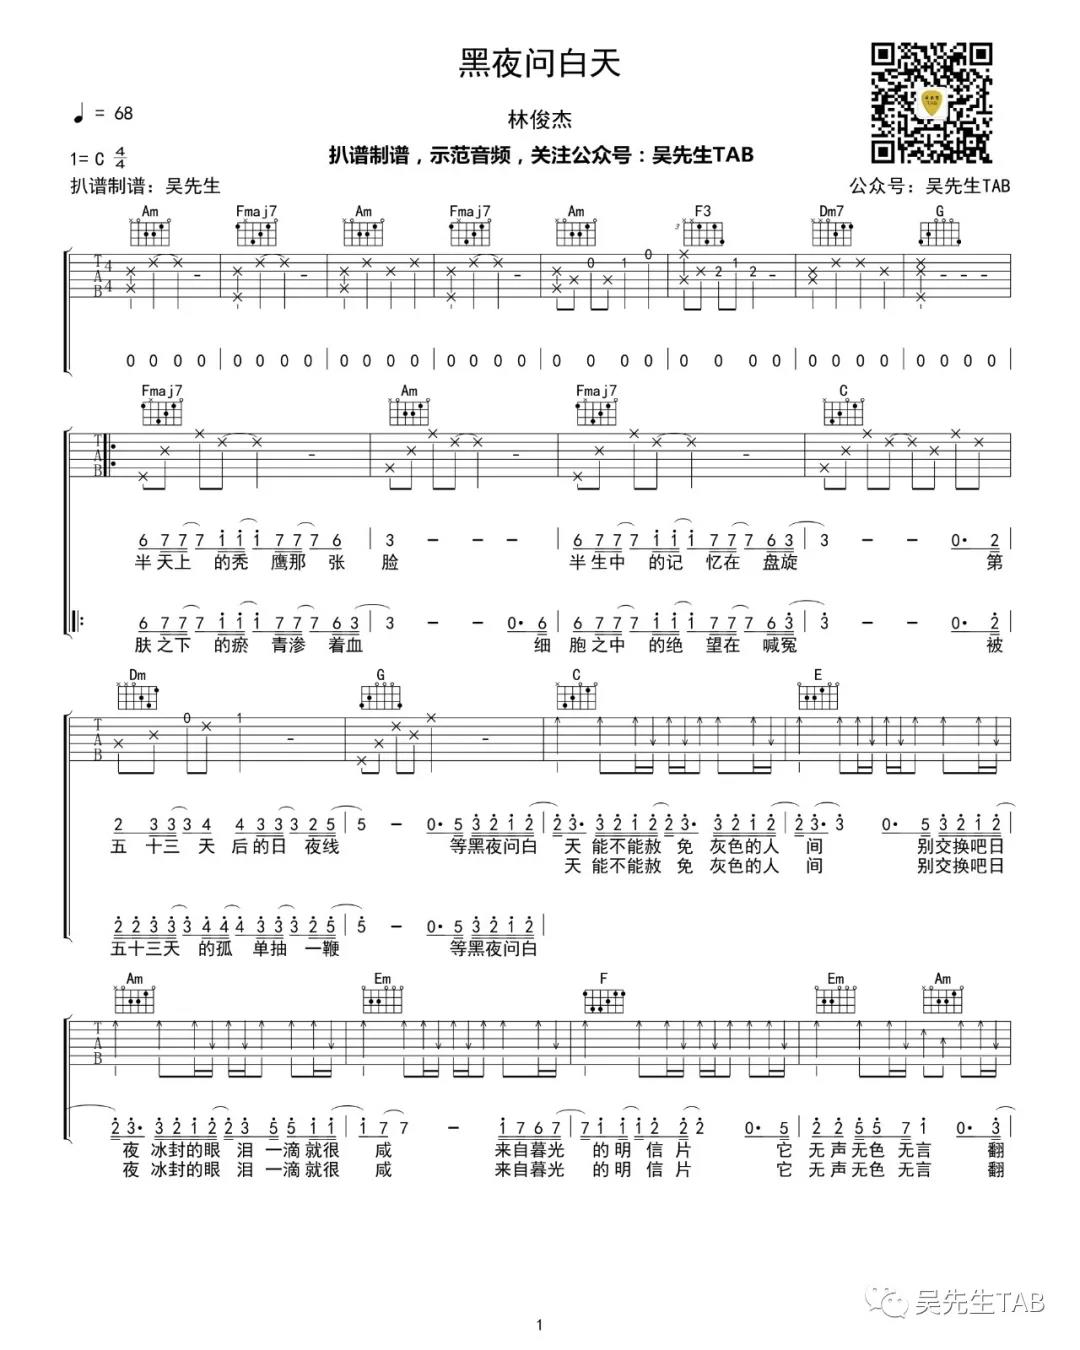 黑夜问白天
♩ = 68
林俊杰
1= C 4/4
扒谱制谱，示范音频，关注公众号：吴先生TAB
扒谱制谱：吴先生
公众号：吴先生TAB
Am Fmaj7 Am Fmaj7 Am F3 Dm7 G
T A B 4 4 0 1 0 2 1 2
0 0 0 0 | 0 0 0 0 | 0 0 0 0 | 0 0 0 0 | 0 0 0 0 | 0 0 0 0 | 0 0 0 0 | 0 0 0 0
Fmaj7 Am Fmaj7 C
T A B
6 7 7 7 7 1 1 1 1 7 7 7 6 | 3 - - - | 6 7 7 7 7 1 1 1 1 7 7 7 6 3 | 3 - - 0· 2
半天上 的秃 鹰那 张 脸 半生中 的记 忆在 盘旋 第
6 7 7 7 7 1 1 1 1 7 7 7 6 3 | 3 - - 0· 6 | 6 7 7 7 7 1 1 1 1 7 7 7 6 3 | 3 - - 0· 2
肤之下 的瘀 青渗 着血 细 胞之中 的绝 望在 喊冤 被
Dm G C E
T A B 0 1
2 3 3 3 4 4 3 3 3 2 5 | 5 - 0· 5 3 2 1 2 | 2 3· 3 2 1 2 2 3· 3 2 1 2 | 2 3· 3 0· 5 3 2 1 2
五 十三 天 后的日 夜线 等黑夜问白 天 能不能赦 免 灰色的人 间 别交换吧日
天 能不能赦 免 灰色的人 间 别交换吧日
2 2 3 3 3 4 4 4 3 3 3 2 5 | 5 - 0· 5 3 2 1 2
五十三天 的孤 单抽 一鞭 等黑夜问白
Am Em F Em Am
T A B
2 3· 3 2 1 2 2 5 5 1 1 1 | 1 7 7 - 1 7 6 7 | 7 1 1 1 2 2 2 0· 5 | 2 2 5 5 7 1 0· 3
夜 冰封的眼 泪 一滴就很 咸 来自暮光 的明 信片 它 无声无色 无言 翻
夜 冰封的眼 泪 一滴就很 咸 来自暮光 的明 信片 它 无声无色 无言 翻
吴先生TAB
1